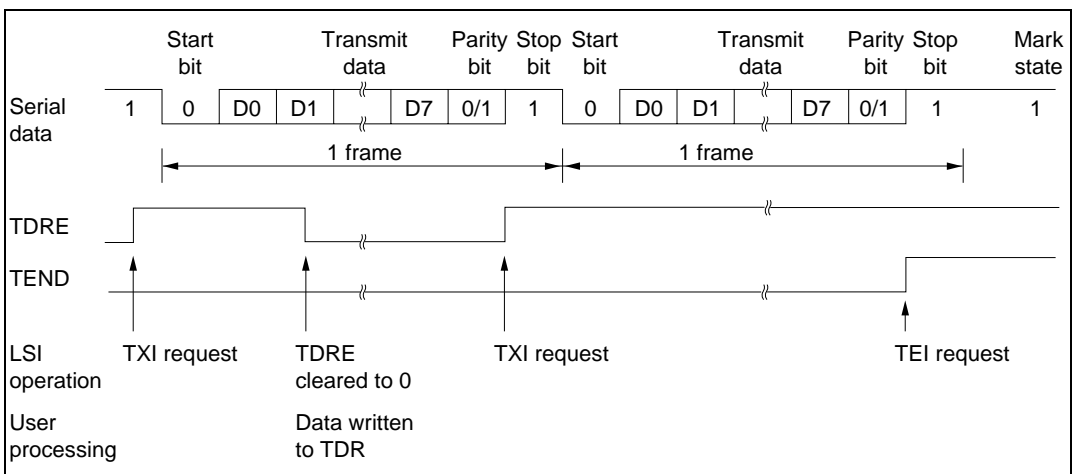 Start bit Transmit data Parity bit Stop bit Start bit Transmit data Parity bit Stop bit Mark state
Serial data 1 0 D0 D1 D7 0/1 1 0 D0 D1 D7 0/1 1 1
1 frame 1 frame
TDRE
TEND
LSI operation TXI request TDRE cleared to 0 TXI request TEI request
User processing Data written to TDR